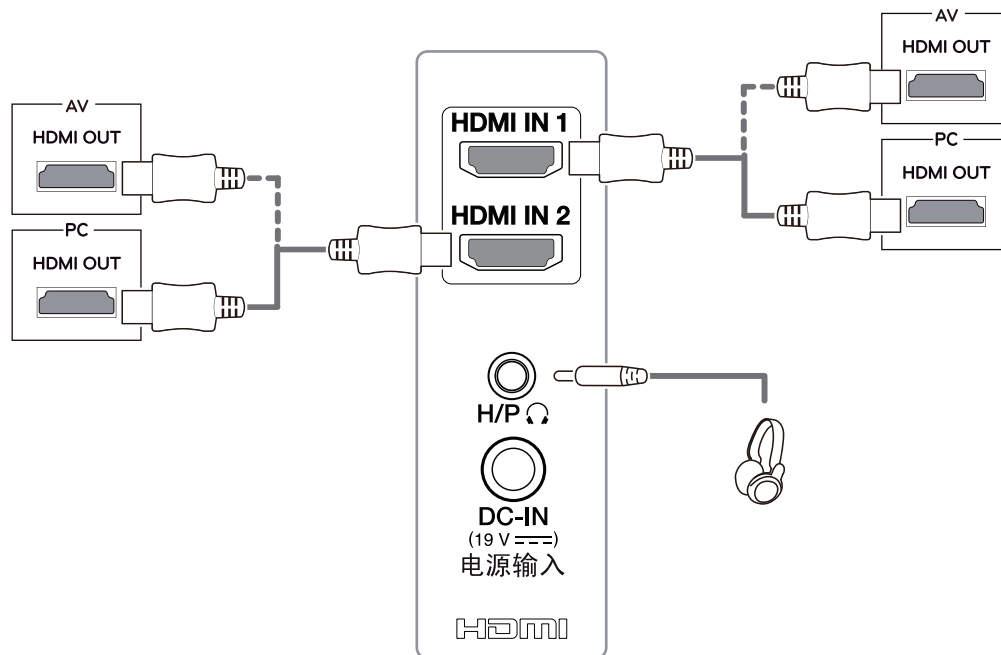 AV
HDMI OUT
PC
HDMI OUT
HDMI IN 1
HDMI IN 2
H/P
DC-IN
(19 V ⎓)
电源输入
HDMI
AV
HDMI OUT
PC
HDMI OUT